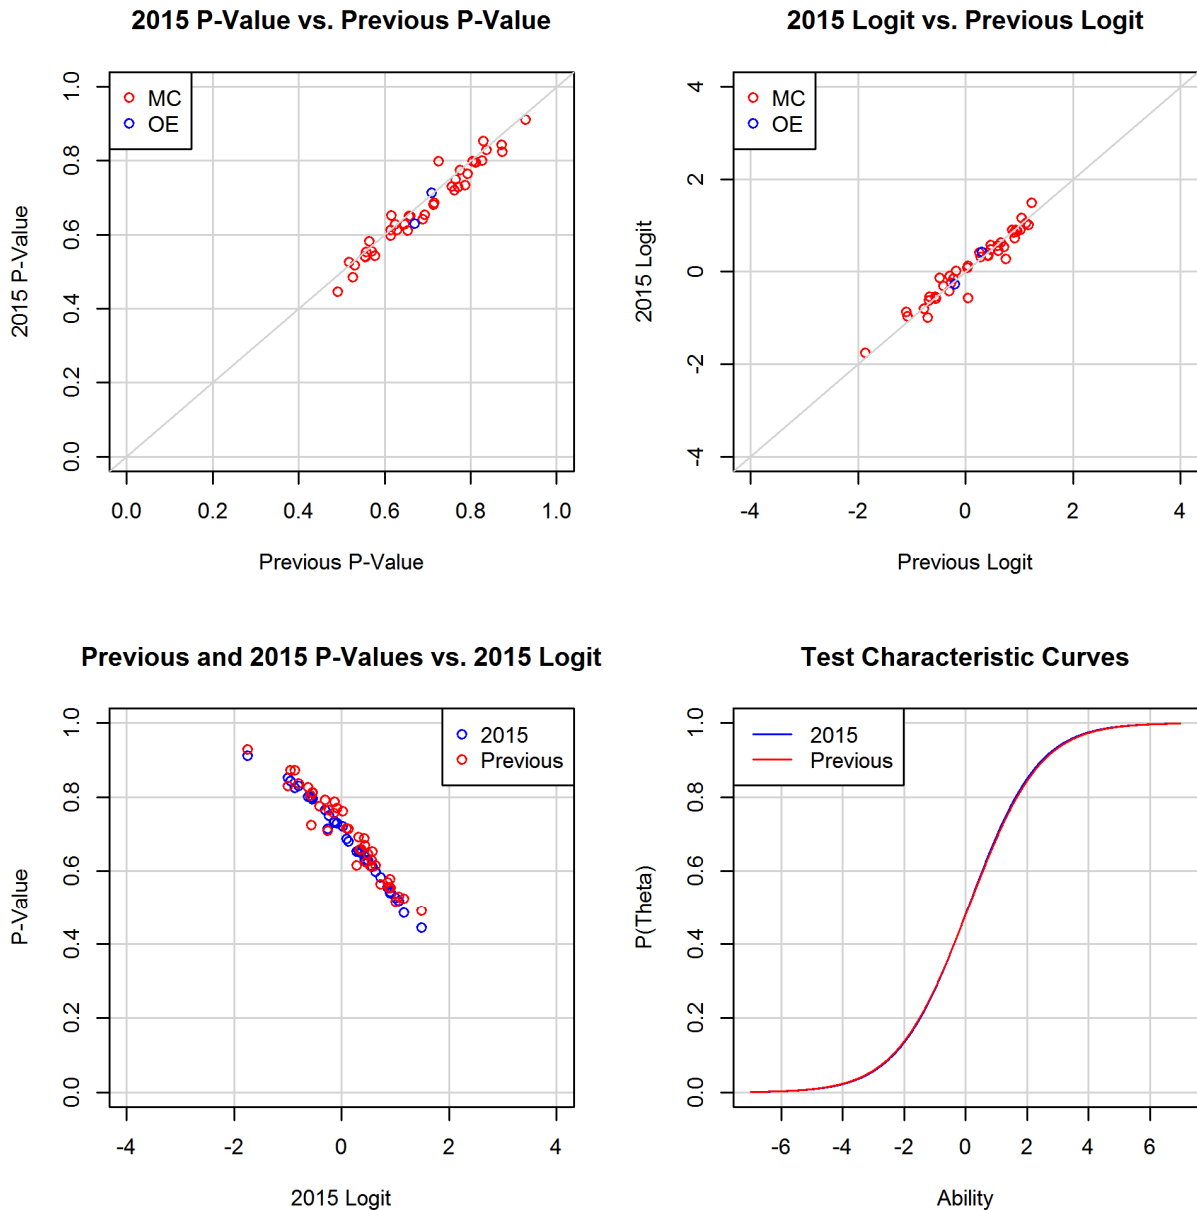 2015 P-Value vs. Previous P-Value
MC
OE
1.0
0.8
0.6
0.4
0.2
0.0
2015 P-Value
0.0 0.2 0.4 0.6 0.8 1.0
Previous P-Value
2015 Logit vs. Previous Logit
MC
OE
4
2
0
-2
-4
2015 Logit
-4 -2 0 2 4
Previous Logit
Previous and 2015 P-Values vs. 2015 Logit
2015
Previous
1.0
0.8
0.6
0.4
0.2
0.0
P-Value
-4 -2 0 2 4
2015 Logit
Test Characteristic Curves
2015
Previous
1.0
0.8
0.6
0.4
0.2
0.0
P(Theta)
-6 -4 -2 0 2 4 6
Ability